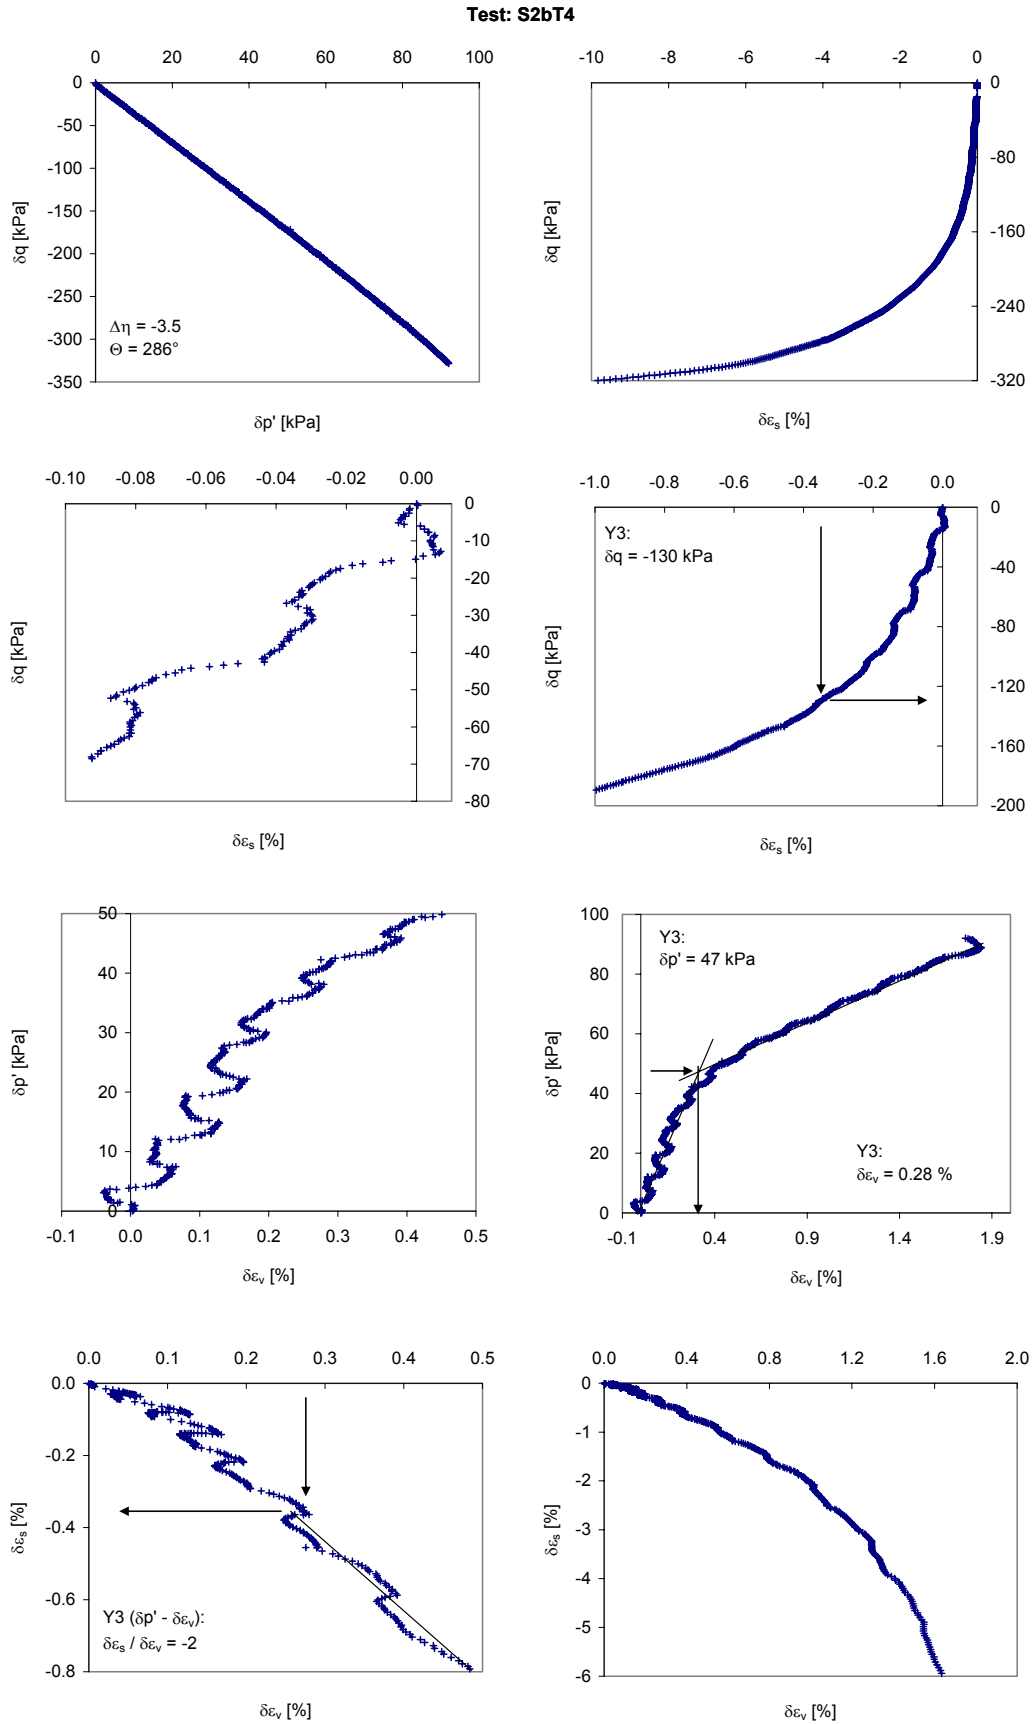 Test: S2bT4
0 20 40 60 80 100
0
-50
-100
-150
-200
-250
-300
-350
δq [kPa]
Δη = -3.5
Θ = 286°
δp' [kPa]
-10 -8 -6 -4 -2 0
0
-80
-160
-240
-320
δq [kPa]
δεs [%]
-0.10 -0.08 -0.06 -0.04 -0.02 0.00
0
-10
-20
-30
-40
-50
-60
-70
-80
δq [kPa]
δεs [%]
-1.0 -0.8 -0.6 -0.4 -0.2 0.0
0
-40
-80
-120
-160
-200
Y3:
δq = -130 kPa
δq [kPa]
δεs [%]
50
40
30
20
10
0
δp' [kPa]
-0.1 0.0 0.1 0.2 0.3 0.4 0.5
δεv [%]
100
80
60
40
20
0
δp' [kPa]
Y3:
δp' = 47 kPa
Y3:
δεv = 0.28 %
-0.1 0.4 0.9 1.4 1.9
δεv [%]
0.0 0.1 0.2 0.3 0.4 0.5
0.0
-0.2
-0.4
-0.6
-0.8
δεs [%]
Y3 (δp' - δεv):
δεs / δεv = -2
δεv [%]
0.0 0.4 0.8 1.2 1.6 2.0
0
-1
-2
-3
-4
-5
-6
δεs [%]
δεv [%]